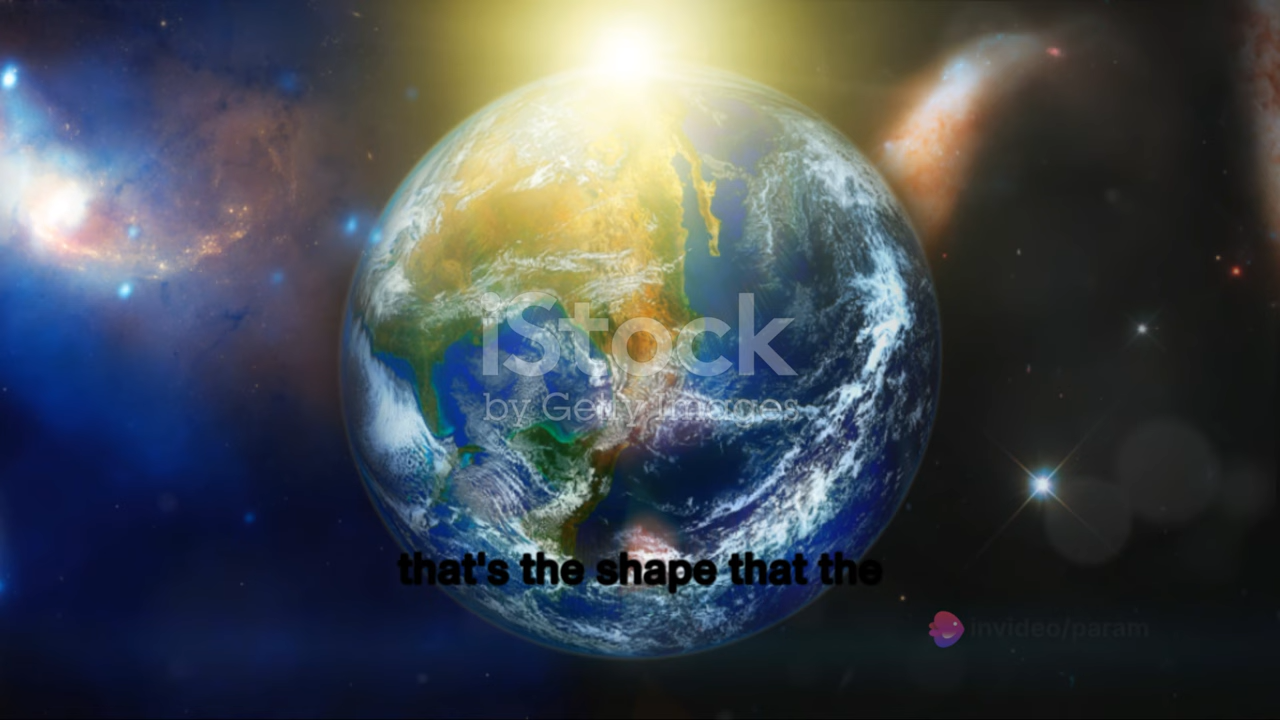 iStock
by Getty Images
that's the shape that the
invideo/param